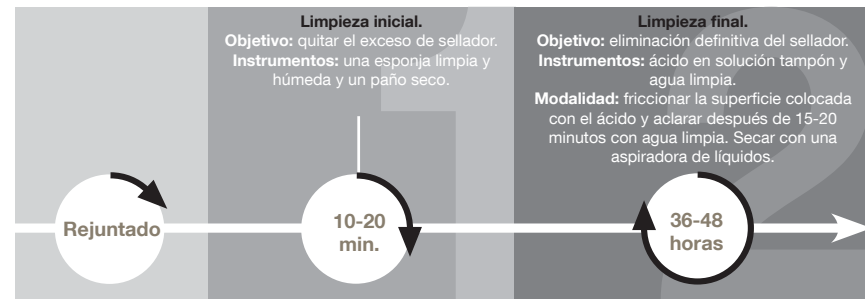 Limpieza inicial.
Objetivo: quitar el exceso de sellador.
Instrumentos: una esponja limpia y
húmeda y un paño seco.
Limpieza final.
Objetivo: eliminación definitiva del sellador.
Instrumentos: ácido en solución tampón y
agua limpia.
Modalidad: friccionar la superficie colocada
con el ácido y aclarar después de 15-20
minutos con agua limpia. Secar con una
aspiradora de líquidos.
Rejuntado
10-20
min.
36-48
horas
1
2